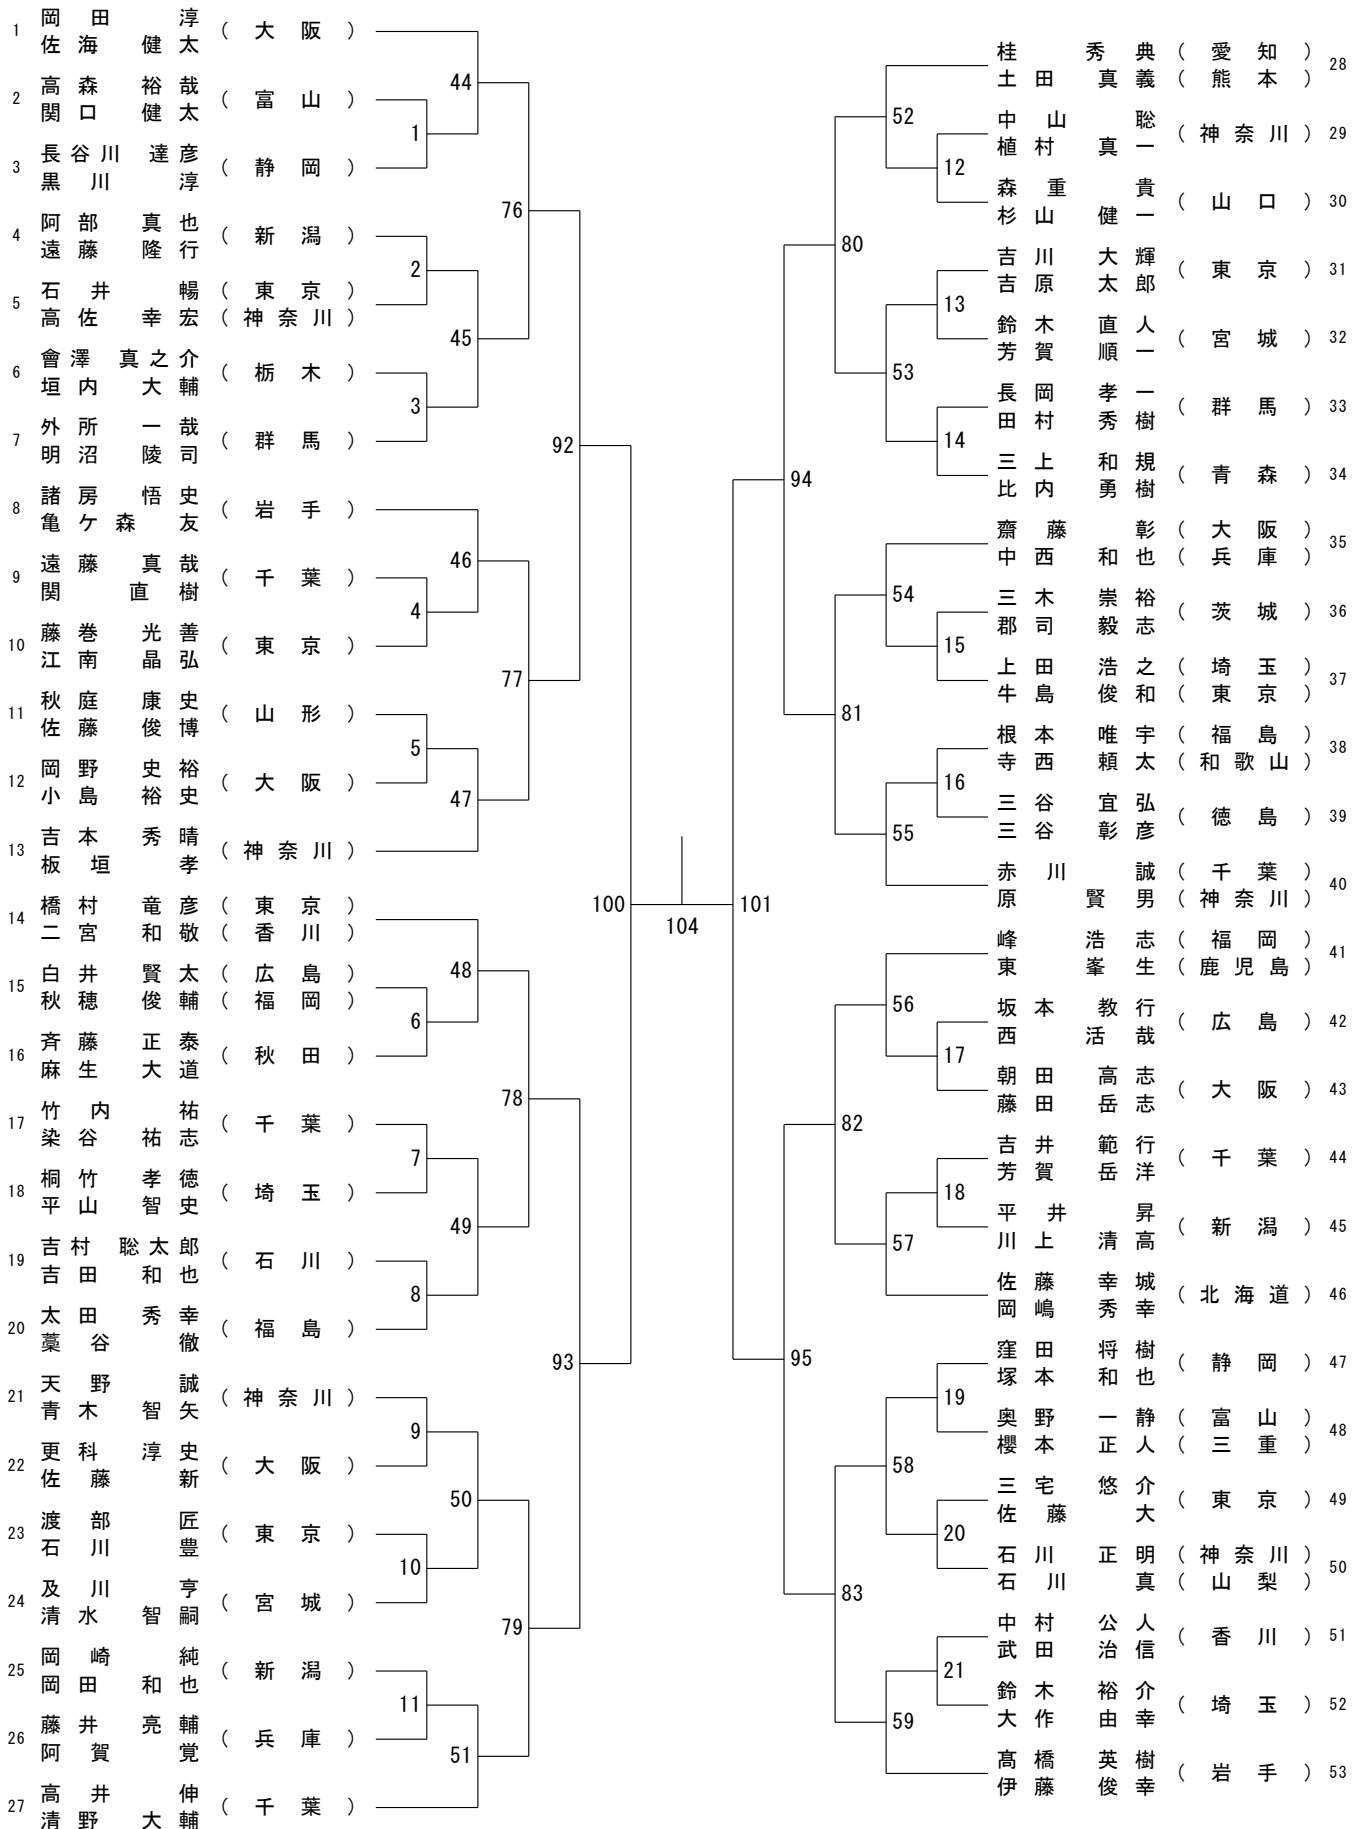 1 岡田 淳 (大阪)
佐海 健太
2 高森 裕哉 (富山)
関口 健太
3 長谷川 達彦 (静岡)
黒川 淳
4 阿部 真也 (新潟)
遠藤 隆行
5 石井 暢 (東京)
高佐 幸宏 (神奈川)
6 會澤 真之介 (栃木)
垣内 大輔
7 外所 一哉 (群馬)
明沼 陵司
8 諸房 悟史 (岩手)
亀ケ森 友
9 遠藤 真哉 (千葉)
関 直樹
10 藤巻 光善 (東京)
江南 晶弘
11 秋庭 康史 (山形)
佐藤 俊博
12 岡野 史裕 (大阪)
小島 裕史
13 吉本 秀晴 (神奈川)
板垣 孝
14 橋村 竜彦 (東京)
二宮 和敬 (香川)
15 白井 賢太 (広島)
秋穂 俊輔 (福岡)
16 斉藤 正泰 (秋田)
麻生 大道
17 竹内 祐 (千葉)
染谷 祐志
18 桐竹 孝徳 (埼玉)
平山 智史
19 吉村 聡太郎 (石川)
吉田 和也
20 太田 秀幸 (福島)
藁谷 徹
21 天野 誠 (神奈川)
青木 智矢
22 更科 淳史 (大阪)
佐藤 新
23 渡部 匠 (東京)
石川 豊
24 及川 亨 (宮城)
清水 智嗣
25 岡崎 純 (新潟)
岡田 和也
26 藤井 亮輔 (兵庫)
阿賀 覚
27 高井 伸 (千葉)
清野 大輔
1
2
3
4
5
6
7
8
9
10
11
44
45
46
47
48
49
50
51
76
77
78
79
92
93
100
104
101
94
95
80
81
82
83
52
53
54
55
56
57
58
59
12
13
14
15
16
17
18
19
20
21
桂 秀典 (愛知) 28
土田 真義 (熊本)
中山 聡 (神奈川) 29
植村 真一
森重 貴 (山口) 30
杉山 健一
吉川 大輝 (東京) 31
吉原 太郎
鈴木 直人 (宮城) 32
芳賀 順一
長岡 孝一 (群馬) 33
田村 秀樹
三上 和規 (青森) 34
比内 勇樹
齋藤 彰 (大阪) 35
中西 和也 (兵庫)
三木 崇裕 (茨城) 36
郡司 毅志
上田 浩之 (埼玉) 37
牛島 俊和 (東京)
根本 唯宇 (福島) 38
寺西 頼太 (和歌山)
三谷 宜弘 (徳島) 39
三谷 彰彦
赤川 誠 (千葉) 40
原 賢男 (神奈川)
峰 浩志 (福岡) 41
東 峯生 (鹿児島)
坂本 教行 (広島) 42
西 活哉
朝田 高志 (大阪) 43
藤田 岳志
吉井 範行 (千葉) 44
芳賀 岳洋
平井 昇 (新潟) 45
川上 清高
佐藤 幸城 (北海道) 46
岡嶋 秀幸
窪田 将樹 (静岡) 47
塚本 和也
奥野 一静 (富山) 48
櫻本 正人 (三重)
三宅 悠介 (東京) 49
佐藤 大
石川 正明 (神奈川) 50
石川 真 (山梨)
中村 公人 (香川) 51
武田 治信
鈴木 裕介 (埼玉) 52
大作 由幸
髙橋 英樹 (岩手) 53
伊藤 俊幸